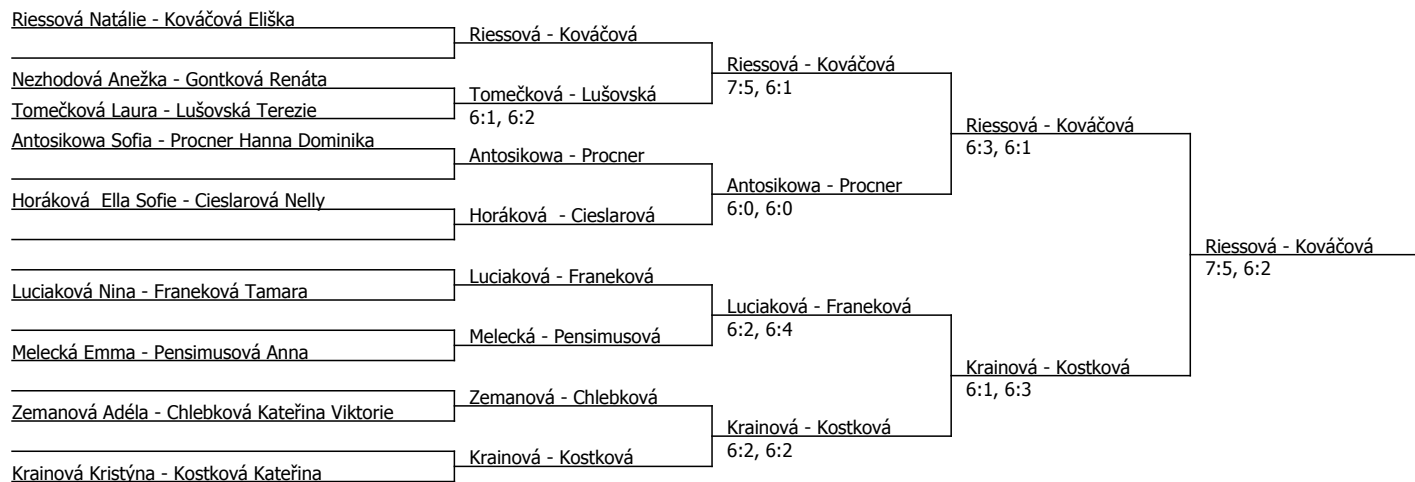 Riessová Natálie - Kováčová Eliška
Nezhodová Anežka - Gontková Renáta
Tomečková Laura - Lušovská Terezie
Antosikowa Sofia - Procner Hanna Dominika
Horáková  Ella Sofie - Cieslarová Nelly
Luciaková Nina - Franeková Tamara
Melecká Emma - Pensimusová Anna
Zemanová Adéla - Chlebková Kateřina Viktorie
Krainová Kristýna - Kostková Kateřina
Riessová - Kováčová
Tomečková - Lušovská
6:1, 6:2
Antosikowa - Procner
Horáková  - Cieslarová
Luciaková - Franeková
Melecká - Pensimusová
Zemanová - Chlebková
Krainová - Kostková
Riessová - Kováčová
7:5, 6:1
Antosikowa - Procner
6:0, 6:0
Luciaková - Franeková
6:2, 6:4
Krainová - Kostková
6:2, 6:2
Riessová - Kováčová
6:3, 6:1
Krainová - Kostková
6:1, 6:3
Riessová - Kováčová
7:5, 6:2